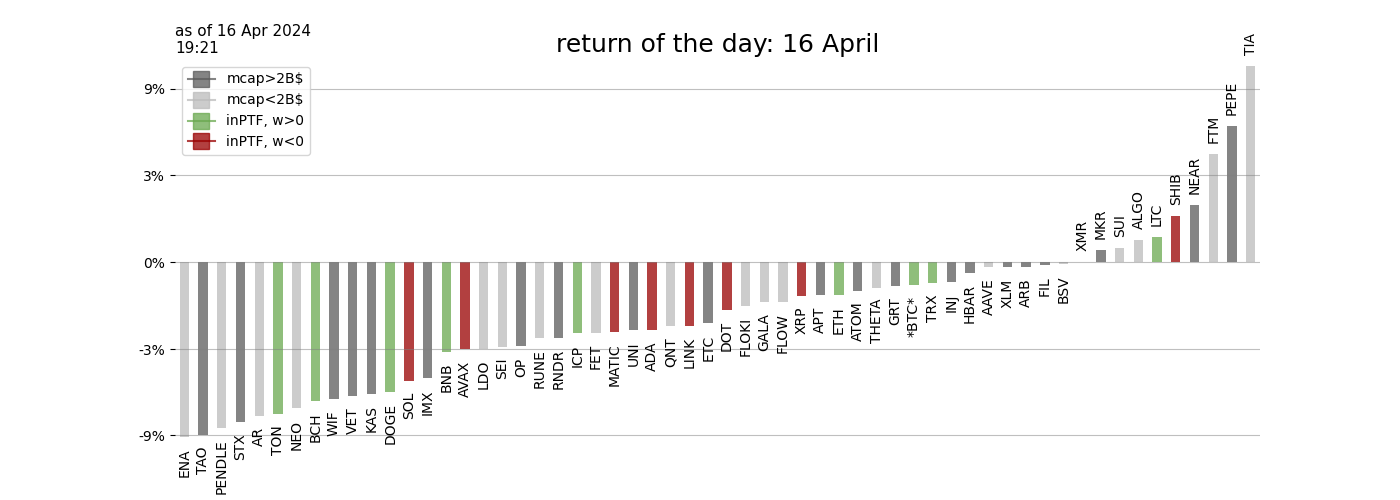 as of 16 Apr 2024
19:21
return of the day: 16 April
mcap>2B$
mcap<2B$
inPTF, w>0
inPTF, w<0
9%
3%
0%
-3%
-9%
ENA
TAO
PENDLE
STX
AR
TON
NEO
BCH
WIF
VET
KAS
DOGE
SOL
IMX
BNB
AVAX
LDO
SEI
OP
RUNE
RNDR
ICP
FET
MATIC
UNI
ADA
QNT
LINK
ETC
DOT
FLOKI
GALA
FLOW
XRP
APT
ETH
ATOM
THETA
GRT
*BTC*
TRX
INJ
HBAR
AAVE
XLM
ARB
FIL
BSV
XMR
MKR
SUI
ALGO
LTC
SHIB
NEAR
FTM
PEPE
TIA